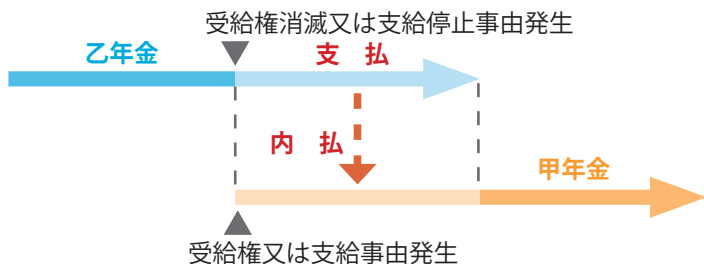 受給権消滅又は支給停止事由発生
乙年金
支 払
内 払
甲年金
受給権又は支給事由発生